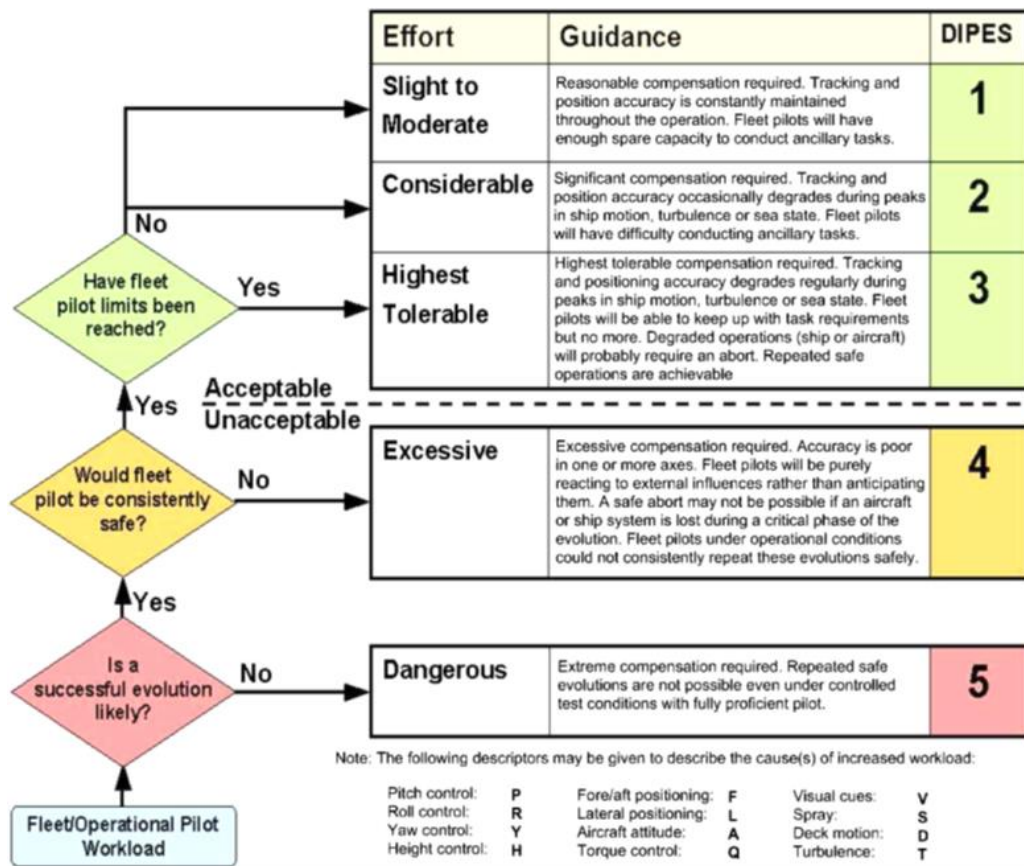 Effort Guidance DIPES
Slight to
Moderate
Reasonable compensation required. Tracking and
position accuracy is constantly maintained
throughout the operation. Fleet pilots will have
enough spare capacity to conduct ancillary tasks.
1
Considerable
Significant compensation required. Tracking and
position accuracy occasionally degrades during peaks
in ship motion, turbulence or sea state. Fleet pilots
will have difficulty conducting ancillary tasks.
2
Highest
Tolerable
Highest tolerable compensation required. Tracking
and positioning accuracy degrades regularly during
peaks in ship motion, turbulence or sea state. Fleet
pilots will be able to keep up with task requirements
but no more. Degraded operations (ship or aircraft)
will probably require an abort. Repeated safe
operations are achievable
3
No
Have fleet
pilot limits been
reached?
Yes
Acceptable
Unacceptable
Yes
Excessive
Excessive compensation required. Accuracy is poor
in one or more axes. Fleet pilots will be purely
reacting to external influences rather than anticipating
them. A safe abort may not be possible if an aircraft
or ship system is lost during a critical phase of the
evolution. Fleet pilots under operational conditions
could not consistently repeat these evolutions safely.
4
Would fleet
pilot be consistently
safe?
No
Yes
Dangerous
Extreme compensation required. Repeated safe
evolutions are not possible even under controlled
test conditions with fully proficient pilot.
5
Is a
successful evolution
likely?
No
Fleet/Operational Pilot
Workload
Note: The following descriptors may be given to describe the cause(s) of increased workload:
Pitch control: P Fore/aft positioning: F Visual cues: V
Roll control: R Lateral positioning: L Spray: S
Yaw control: Y Aircraft attitude: A Deck motion: D
Height control: H Torque control: Q Turbulence: T